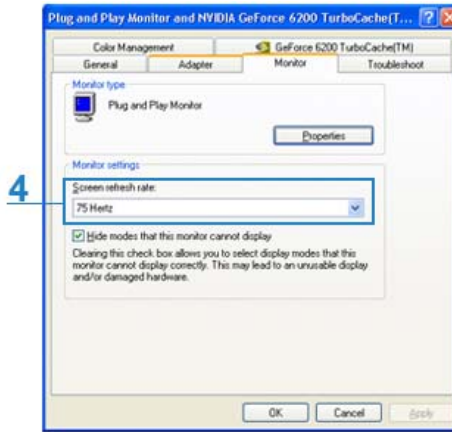 Plug and Play Monitor and NVIDIA GeForce 6200 TurboCache(T...
Color Management
GeForce 6200 TurboCache(TM)
General
Adapter
Monitor
Troubleshoot
Monitor type
Plug and Play Monitor
Properties
Monitor settings
4
Screen refresh rate:
75 Hertz
Hide modes that this monitor cannot display
Clearing this check box allows you to select display modes that this
monitor cannot display correctly. This may lead to an unusable display
and/or damaged hardware.
OK
Cancel
Apply